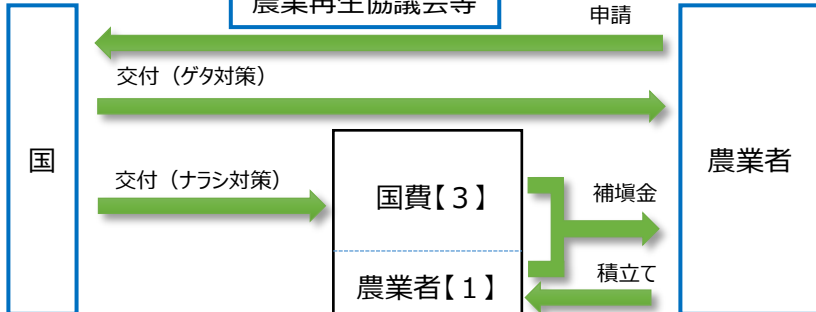 農業再生協議会等
申請
交付（ゲタ対策）
国
農業者
交付（ナラシ対策）
国費【３】
補塡金
農業者【１】
積立て